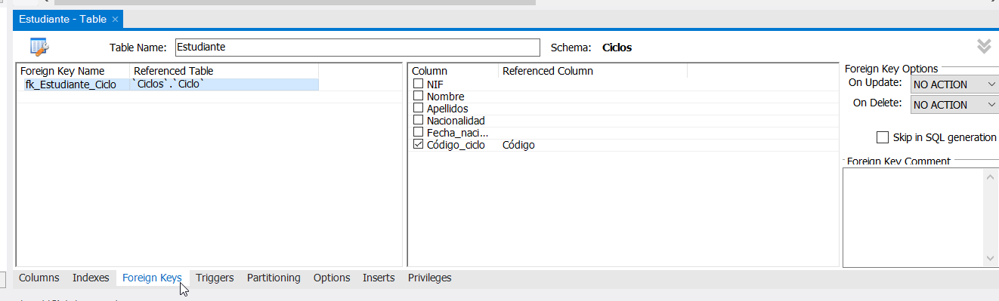 Estudiante - Table ×
Table Name: Estudiante Schema: Ciclos
Foreign Key Name Referenced Table
fk_Estudiante_Ciclo `Ciclos`.`Ciclo`
Column Referenced Column
NIF
Nombre
Apellidos
Nacionalidad
Fecha_naci...
Código_ciclo Código
Foreign Key Options
On Update: NO ACTION
On Delete: NO ACTION
Skip in SQL generation
Foreign Key Comment
Columns Indexes Foreign Keys Triggers Partitioning Options Inserts Privileges